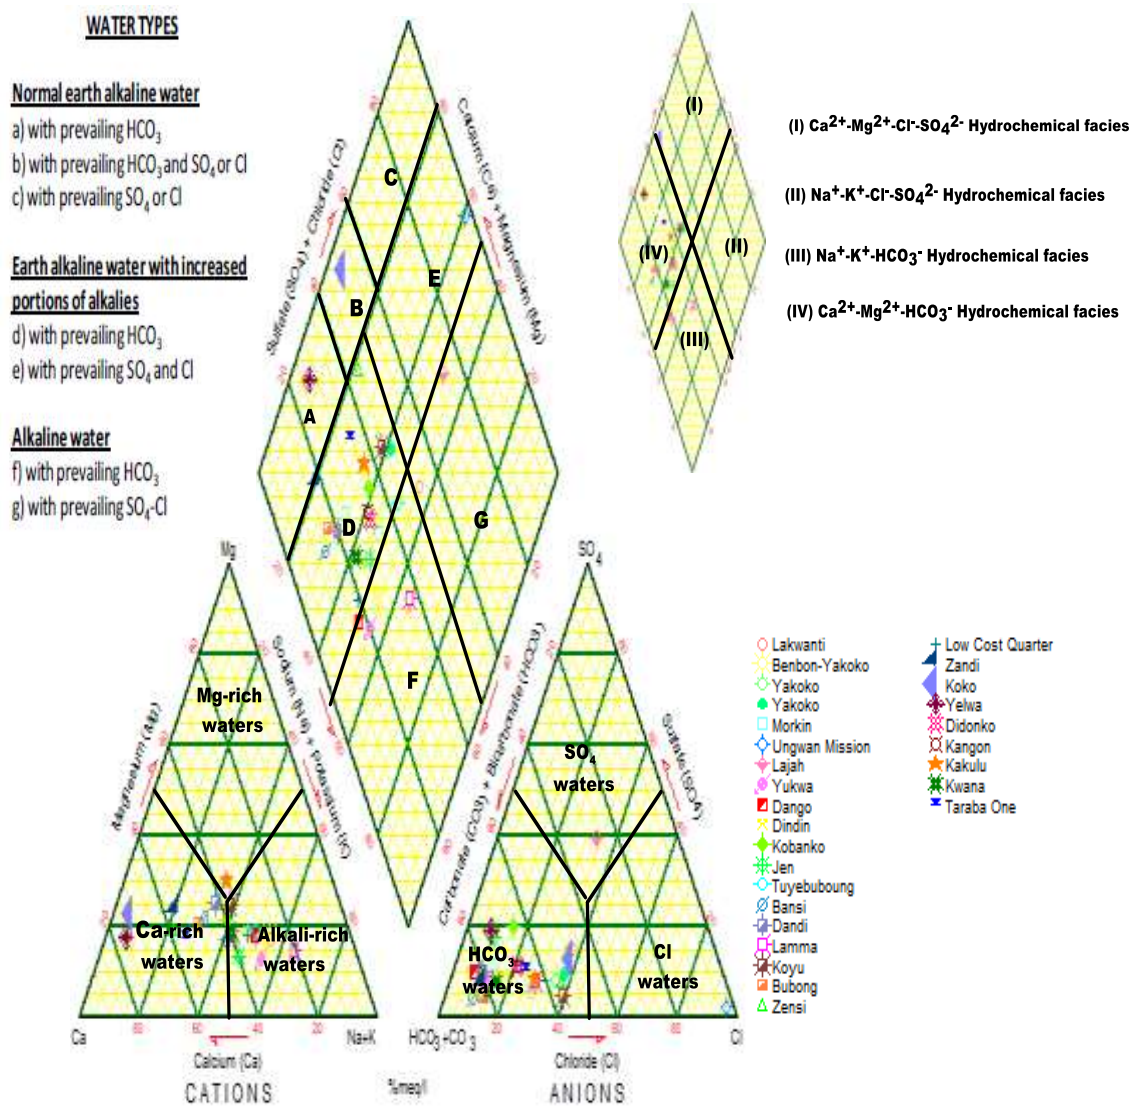 WATER TYPES
Normal earth alkaline water
a) with prevailing HCO3
b) with prevailing HCO3 and SO4 or Cl
c) with prevailing SO4 or Cl
Earth alkaline water with increased
portions of alkalies
d) with prevailing HCO3
e) with prevailing SO4 and Cl
Alkaline water
f) with prevailing HCO3
g) with prevailing SO4-Cl
Sulfate (SO4) + Chloride (Cl)
Calcium (Ca) + Magnesium (Mg)
C
E
B
A
D
G
F
(I)
(II)
(IV)
(III)
(I) Ca2+-Mg2+-Cl--SO42- Hydrochemical facies
(II) Na+-K+-Cl--SO42- Hydrochemical facies
(III) Na+-K+-HCO3- Hydrochemical facies
(IV) Ca2+-Mg2+-HCO3- Hydrochemical facies
Mg
SO4
Magnesium (Mg)
Sodium (Na) + Potassium (K)
Carbonate (CO3) + Bicarbonate (HCO3)
Sulfate (SO4)
Mg-rich
waters
Ca-rich
waters
Alkali-rich
waters
SO4
waters
HCO3
waters
Cl
waters
Ca
80
60
20
Na+K
HCO3+CO3
20
40
60
80
Cl
Calcium (Ca)
Chloride (Cl)
CATIONS
%meq/l
ANIONS
Lakwanti
Benbon-Yakoko
Yakoko
Yakoko
Morkin
Ungwan Mission
Lajah
Yukwa
Dango
Dindin
Kobanko
Jen
Tuyebuboung
Bansi
Dandi
Lamma
Koyu
Bubong
Zensi
Low Cost Quarter
Zandi
Koko
Yelwa
Didonko
Kangon
Kakulu
Kwana
Taraba One